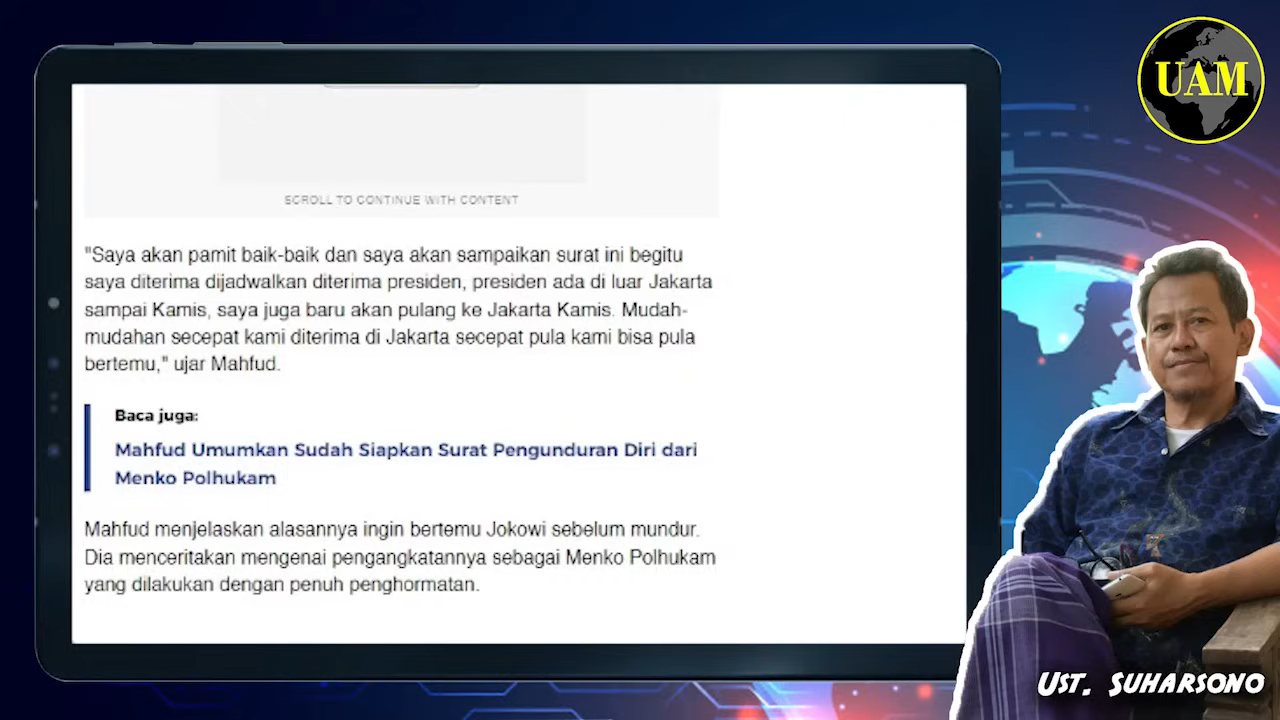 UAM
SCROLL TO CONTINUE WITH CONTENT
"Saya akan pamit baik-baik dan saya akan sampaikan surat ini begitu
saya diterima dijadwalkan diterima presiden, presiden ada di luar Jakarta
sampai Kamis, saya juga baru akan pulang ke Jakarta Kamis. Mudah-
mudahan secepat kami diterima di Jakarta secepat pula kami bisa pula
bertemu," ujar Mahfud.
Baca juga:
Mahfud Umumkan Sudah Siapkan Surat Pengunduran Diri dari
Menko Polhukam
Mahfud menjelaskan alasannya ingin bertemu Jokowi sebelum mundur.
Dia menceritakan mengenai pengangkatannya sebagai Menko Polhukam
yang dilakukan dengan penuh penghormatan.
UST. SUHARSONO